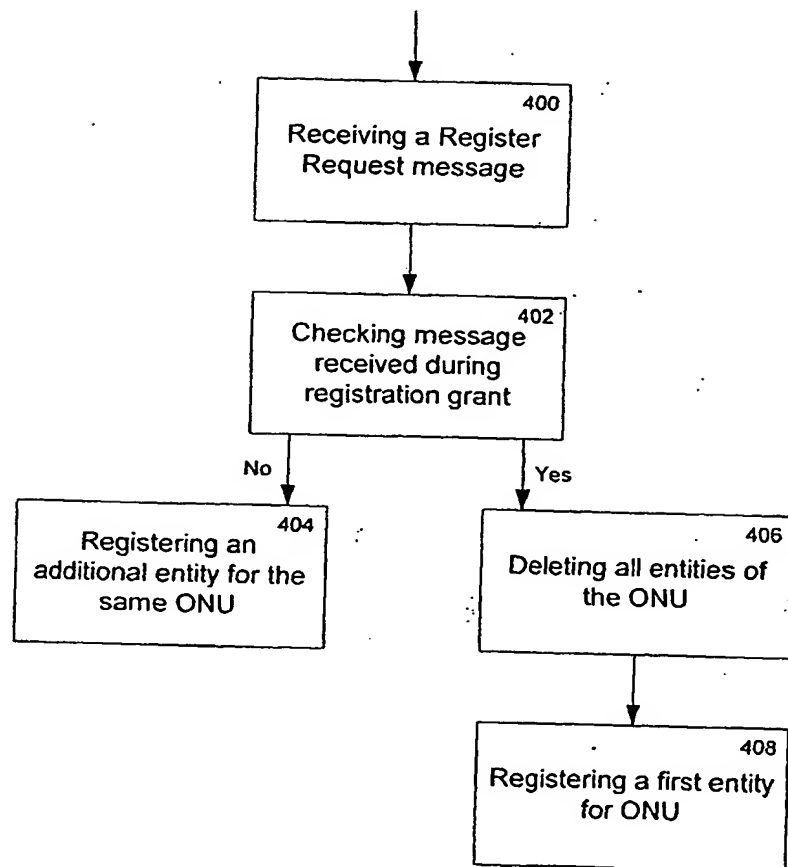 400
Receiving a Register
Request message
402
Checking message
received during
registration grant
No
Yes
404
Registering an
additional entity for the
same ONU
406
Deleting all entities of
the ONU
408
Registering a first entity
for ONU